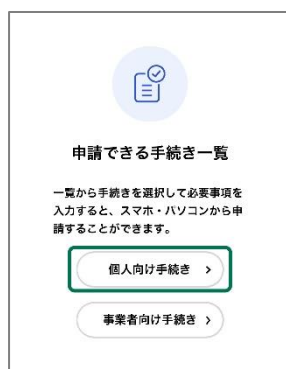 申請できる手続き一覧
一覧から手続きを選択して必要事項を
入力すると、スマホ・パソコンから申
請することができます。
個人向け手続き
事業者向け手続き